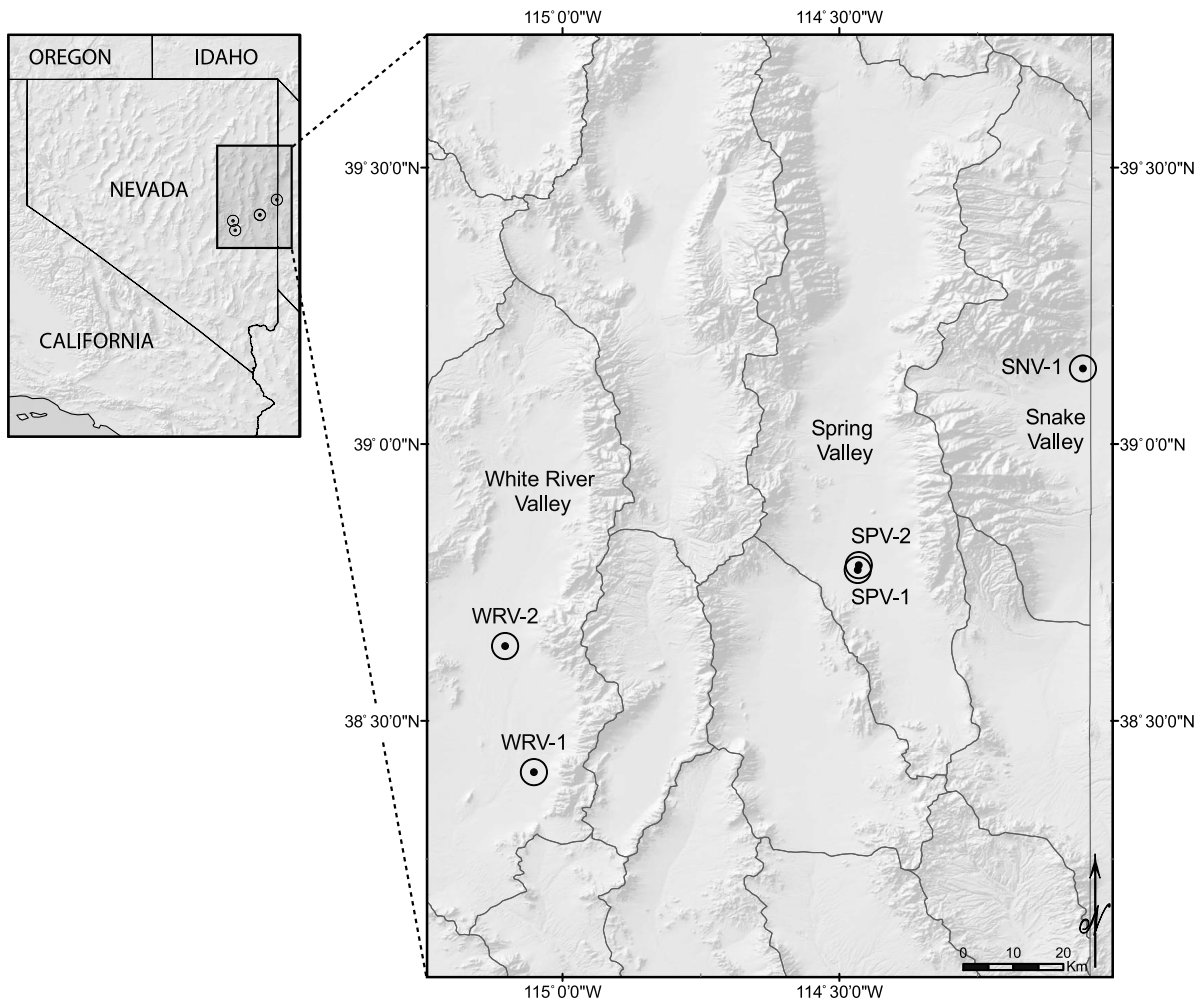 115° 0'0"W
114° 30'0"W
OREGON
IDAHO
NEVADA
CALIFORNIA
39° 30'0"N
39° 30'0"N
SNV-1
Snake
Valley
Spring
Valley
39° 0'0"N
39° 0'0"N
White River
Valley
SPV-2
SPV-1
WRV-2
38° 30'0"N
38° 30'0"N
WRV-1
N
0 10 20
Km
115° 0'0"W
114° 30'0"W